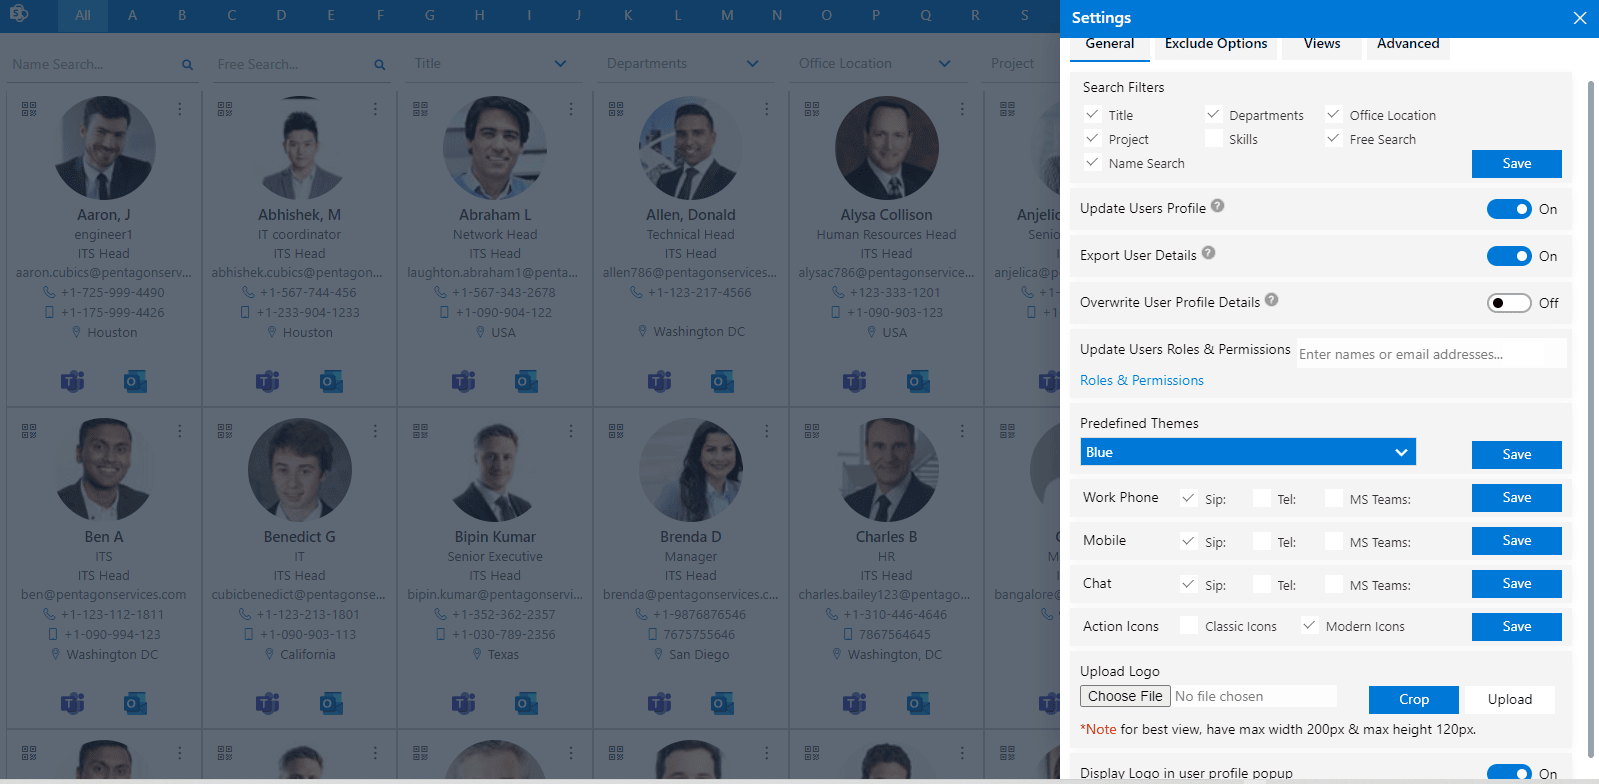 All A B C D E F G H I J K L M N O P Q R S
Name Search... Free Search... Title Departments Office Location Project
Aaron, J
engineer1
ITS Head
aaron.cubics@pentagonserv...
+1-725-999-4490
+1-175-999-4426
Houston
Abhishek, M
IT coordinator
ITS Head
abhishek.cubics@pentagon...
+1-567-744-456
+1-233-904-1233
Houston
Abraham L
Network Head
ITS Head
laughton.abraham1@penta...
+1-567-343-2678
+1-090-904-122
USA
Allen, Donald
Technical Head
ITS Head
allen786@pentagonservices...
+1-123-217-4566
Washington DC
Alysa Collison
Human Resources Head
ITS Head
alysac786@pentagonservic...
+123-333-1201
+1-090-903-123
USA
Anjelic
Senio
ITS
anjelica@pen
+1-
+1
Ben A
ITS
ITS Head
ben@pentagonservices.com
+1-123-112-1811
+1-090-994-123
Washington DC
Benedict G
IT
ITS Head
cubicbenedict@pentagonse...
+1-123-213-1801
+1-090-903-113
California
Bipin Kumar
Senior Executive
ITS Head
bipin.kumar@pentagonservi...
+1-352-362-2357
+1-030-789-2356
Texas
Brenda D
Manager
ITS Head
brenda@pentagonservices.c...
+1-9876876546
7675755646
San Diego
Charles B
HR
ITS Head
charles.bailey123@pentago...
+1-310-446-4646
7867564645
Washington, DC
M
ITS
bangalore@
+
Settings
General Exclude Options Views Advanced
Search Filters
Title Departments Office Location
Project Skills Free Search
Name Search Save
Update Users Profile ? On
Export User Details ? On
Overwrite User Profile Details ? Off
Update Users Roles & Permissions Enter names or email addresses...
Roles & Permissions
Predefined Themes
Blue Save
Work Phone Sip: Tel: MS Teams: Save
Mobile Sip: Tel: MS Teams: Save
Chat Sip: Tel: MS Teams: Save
Action Icons Classic Icons Modern Icons Save
Upload Logo
Choose File No file chosen Crop Upload
*Note for best view, have max width 200px & max height 120px.
Display Logo in user profile popup On